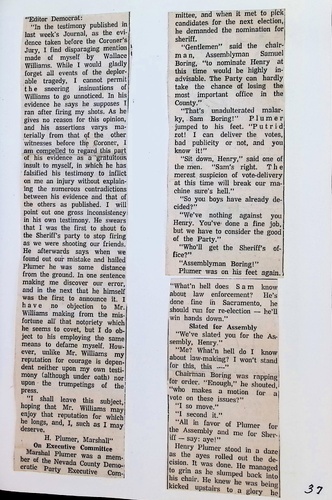 "Editor Democrat:
"In the testimony published in
last week's Journal, as the evi-
dence taken before the Coroner's
Jury, I find disparaging mention
made of myself by Wallace
Williams. While I would gladly
forget all events of the deplor-
able tragedy, I cannot permit
the sneering insinuations of
Williams to go unnoticed. In his
evidence he says he supposes I
ran after firing my shots. As he
gives no reason for this opinion,
and his assertions vary ma-
terially from that of the other
witnesses before the Coroner, I
am compelled to regard this part
of his evidence as a gratuitous
insult to myself, in which he has
falsified his testimony to inflict
on me an injury without explain-
ing the numerous contradictions
between his evidence and that of
the others as published. I will
point out one gross inconsistency
in his own testimony. He swears
that I was the first to shout to
the Sheriff's party to stop firing
as we were shooting our friends.
He afterwards says when we
found out our mistake and halled
Plumer he was some distance
from the ground. In one sentence
making me discover our error,
and in the next that he himself
was the first to announce it. I
have no objection to Mr.
Williams making from the mis-
fortune all that notoriety which
he seems to covet, but I do ob-
ject to his employing the same
means to defame myself. How-
ever, unlike Mr. Williams my
reputation for courage is depen-
dent neither upon my own testi-
mony (although under oath) nor
upon the trumpetings of the
press.
"I shall leave this subject,
hoping that Mr. Williams may
enjoy that reputation for which
he longs, and, I, such as I may
deserve.
H. Plumer, Marshall"
On Executive Committee
Marshal Plumer was a mem-
ber of the Nevada County Demo-
cratic Party Executive Com-
mittee, and when it met to pick
candidates for the next election,
he demanded the nomination for
sheriff.
"Gentlemen" said the chair-
man, Assemblyman Samuel
Boring, "to nominate Henry at
this time would be highly in-
advisable. The Party can hardly
take the chance of losing the
most important office in the
County."
"That's unadulterated malar-
ky, Sam Boring!" Plumer
jumped to his feet. "Putrid
rot! I can deliver the votes,
bad publicity or not, and you
know it!"
"Sit down, Henry," said one of
the men. "Sam's right. The
merest suspicion of vote-delivery
at this time will break our ma-
chine sure's hell."
"So you boys have already de-
cided?"
"We've nothing against you
Henry. You've done a fine job,
but we have to consider the good
of the Party."
"Who'll get the Sheriff's of-
fice?"
"Assemblyman Boring!"
Plumer was on his feet again.
"What's hell does Sam know
about law enforcement? He's
done fine in Sacramento, he
should run for re-election — he'll
win hands down."
Slated for Assembly
"We've slated you for the As-
sembly, Henry."
"Me? What'n hell do I know
about law-making? I won't stand
for this, this —"
Chairman Boring was rapping
for order. "Enough," he shouted,
"who makes a motion for a
vote on these issues?"
"I so move."
"I second it."
"All in favor of Plumer for
the Assembly and me for Sher-
iff — say: aye!"
Henry Plumer stood in a daze
as the ayes rolled out the de-
cision. It was done. He managed
to grin as he slumped back into
his chair. He knew he was being
kicked upstairs to a glory he
37